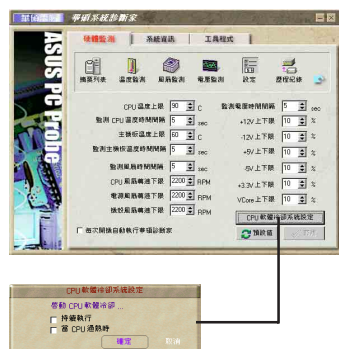 華碩系統診斷家
硬體監測
系統資訊
工具程式
ASUS PC Probe
摘要列表
溫度監測
風扇監測
電壓監測
設定
歷程紀錄
CPU 溫度上限 90 C
監測 CPU 溫度時間間隔 5 sec
主機板溫度上限 60 C
監測主機板溫度時間間隔 5 sec
監測風扇時間間隔 5 sec
CPU 風扇轉速下限 2200 RPM
電源風扇轉速下限 2200 RPM
機殼風扇轉速下限 2200 RPM
每次開機自動執行華碩診斷家
監測電壓時間間隔 5 sec
+12V 上下限 10 %
-12V 上下限 10 %
+5V 上下限 10 %
-5V 上下限 10 %
+3.3V 上下限 10 %
VCore 上下限 10 %
CPU 軟體冷卻系統設定
預設值
CPU 軟體冷卻系統設定
啓動 CPU 軟體冷卻 ...
持續執行
當 CPU 過熱時
確定
取消